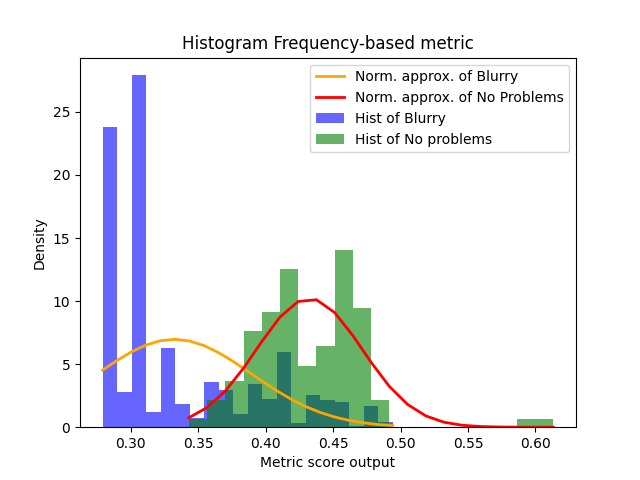 Histogram Frequency-based metric
Norm. approx. of Blurry
Norm. approx. of No Problems
Hist of Blurry
Hist of No problems
25
20
15
10
5
0
Density
0.30 0.35 0.40 0.45 0.50 0.55 0.60
Metric score output